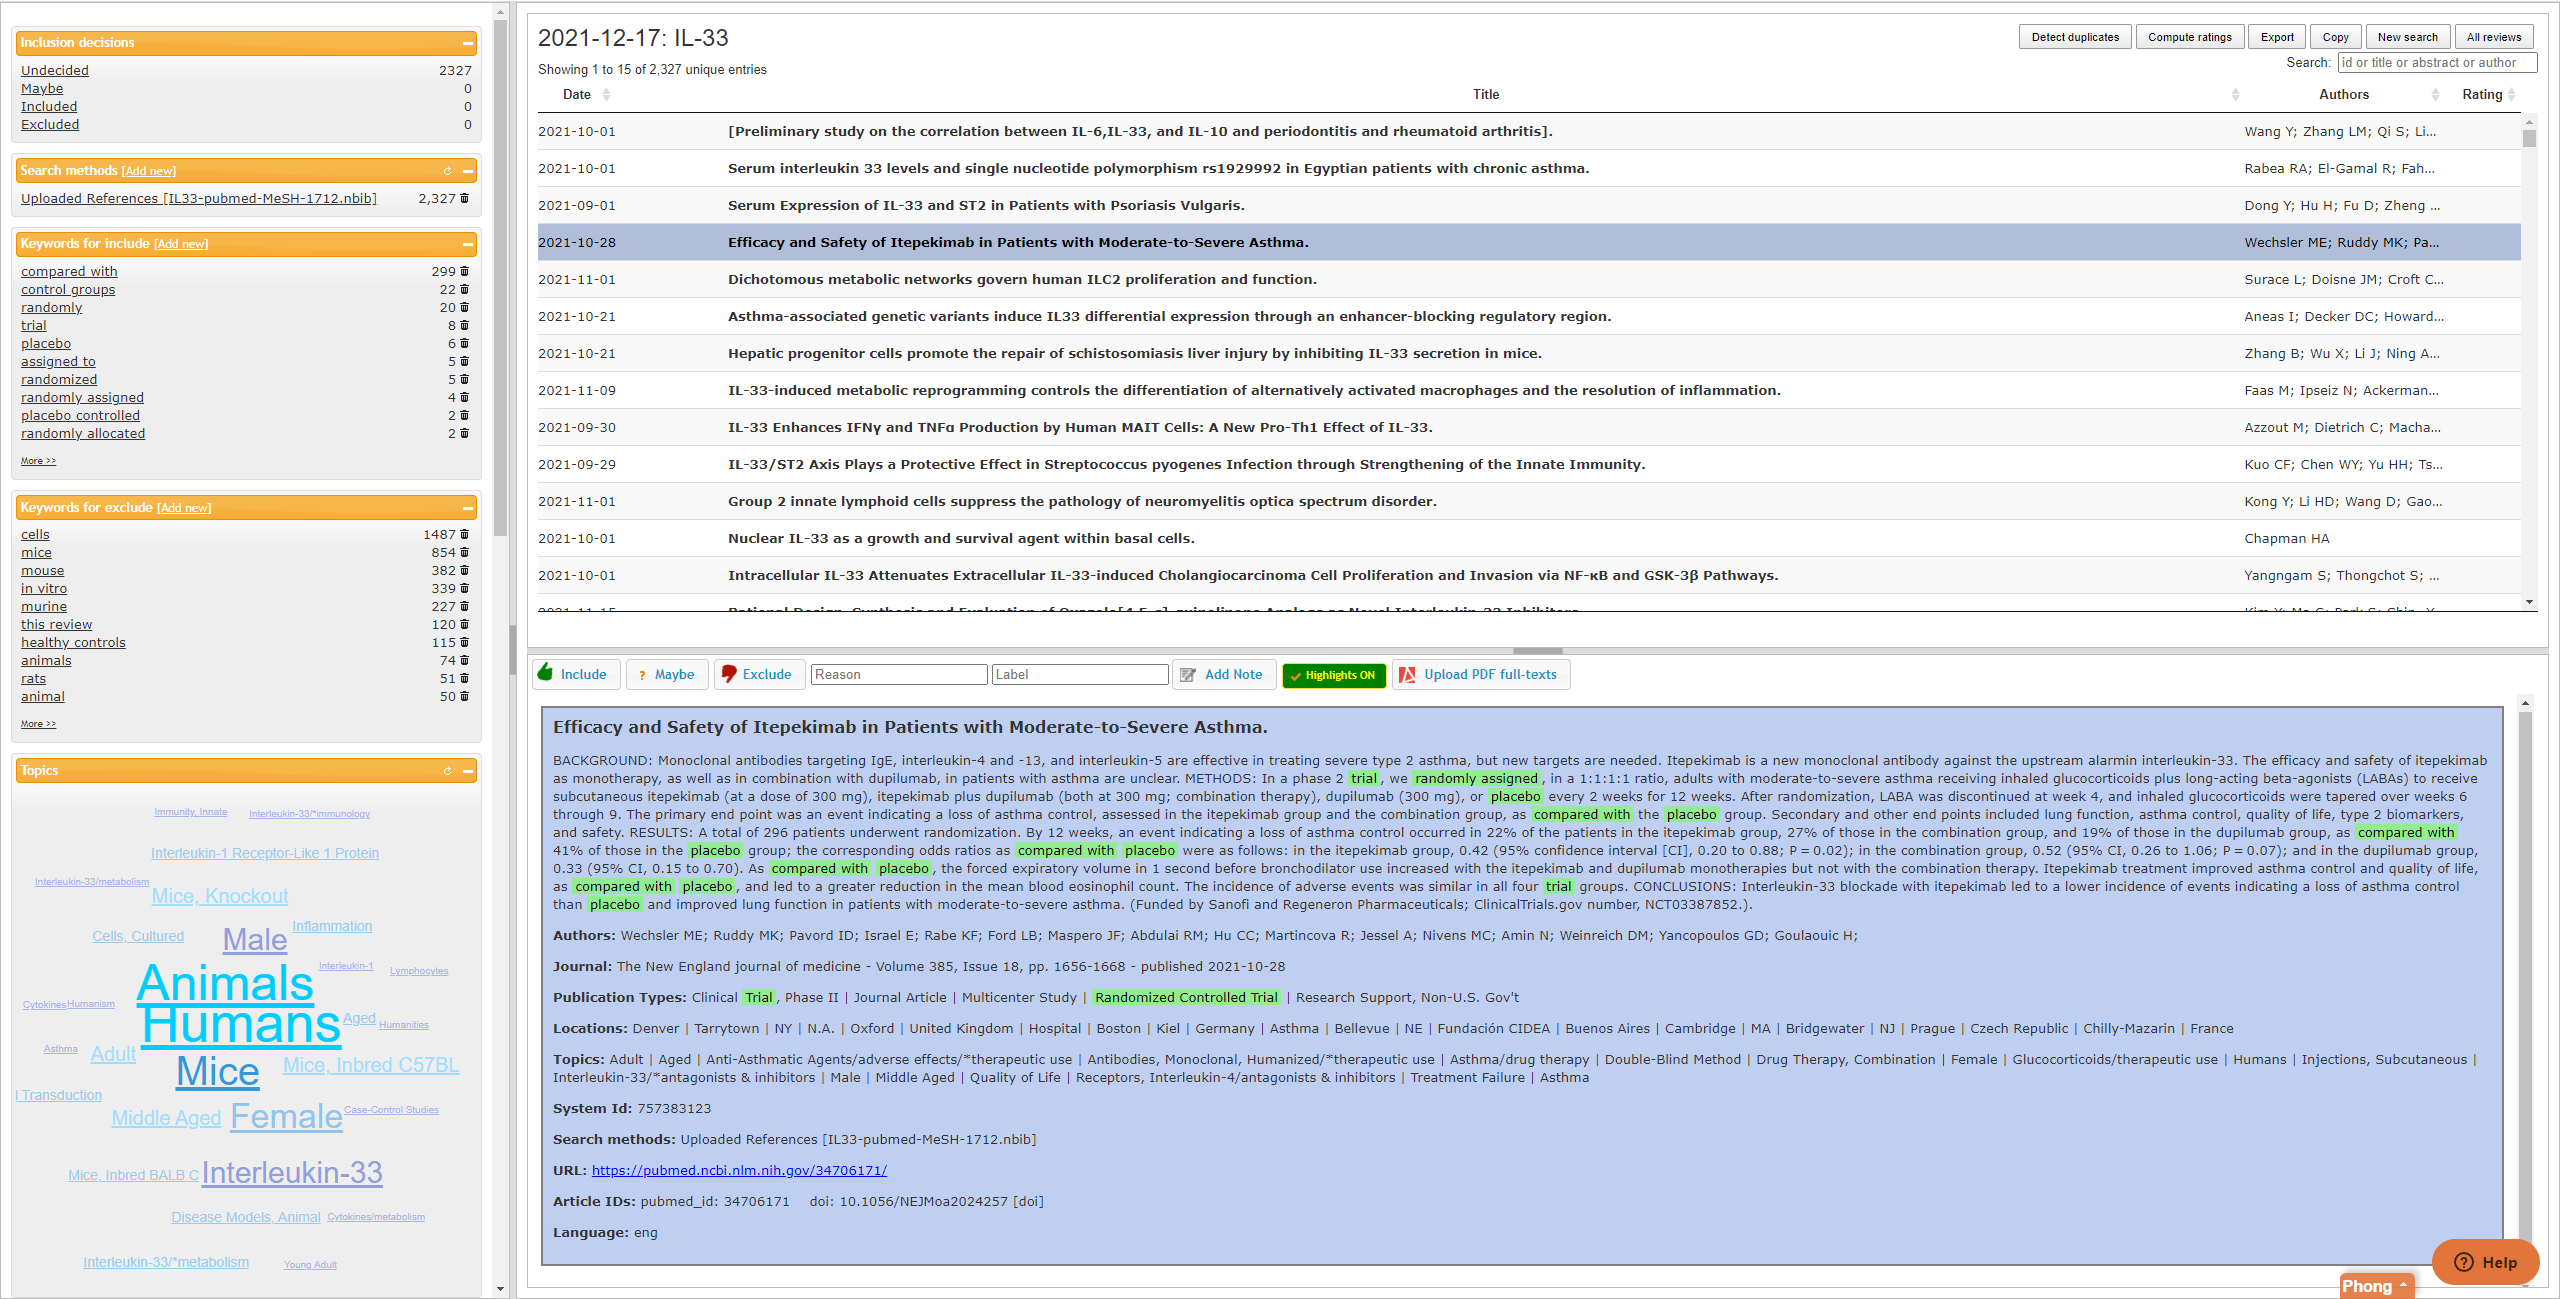 Inclusion decisions
Undecided 2327
Maybe 0
Included 0
Excluded 0
Search methods [Add new]
Uploaded References [IL33-pubmed-MeSH-1712.nbib] 2,327
Keywords for include [Add new]
compared with 299
control groups 22
randomly 20
trial 8
placebo 6
assigned to 5
randomized 5
randomly assigned 4
placebo controlled 2
randomly allocated 2
More >>
Keywords for exclude [Add new]
cells 1487
mice 854
mouse 382
in vitro 339
murine 227
this review 120
healthy controls 115
animals 74
rats 51
animal 50
More >>
Topics
Immunity, Innate Interleukin-33/*immunology
Interleukin-1 Receptor-Like 1 Protein
Interleukin-33/metabolism
Mice, Knockout
Inflammation
Cells, Cultured Male
Interleukin-1 Lymphocytes
Animals
Cytokines Humanism
Humans Aged Humanities
Asthma Adult
Mice Mice, Inbred C57BL
l Transduction
Middle Aged Female Case-Control Studies
Mice, Inbred BALB C Interleukin-33
Disease Models, Animal Cytokines/metabolism
Interleukin-33/*metabolism Young Adult
2021-12-17: IL-33
Detect duplicates Compute ratings Export Copy New search All reviews
Showing 1 to 15 of 2,327 unique entries
Search: id or title or abstract or author
Date Title Authors Rating
2021-10-01 [Preliminary study on the correlation between IL-6,IL-33, and IL-10 and periodontitis and rheumatoid arthritis]. Wang Y; Zhang LM; Qi S; Li...
2021-10-01 Serum interleukin 33 levels and single nucleotide polymorphism rs1929992 in Egyptian patients with chronic asthma. Rabea RA; El-Gamal R; Fah...
2021-09-01 Serum Expression of IL-33 and ST2 in Patients with Psoriasis Vulgaris. Dong Y; Hu H; Fu D; Zheng ...
2021-10-28 Efficacy and Safety of Itepekimab in Patients with Moderate-to-Severe Asthma. Wechsler ME; Ruddy MK; Pa...
2021-11-01 Dichotomous metabolic networks govern human ILC2 proliferation and function. Surace L; Doisne JM; Croft C...
2021-10-21 Asthma-associated genetic variants induce IL33 differential expression through an enhancer-blocking regulatory region. Aneas I; Decker DC; Howard...
2021-10-21 Hepatic progenitor cells promote the repair of schistosomiasis liver injury by inhibiting IL-33 secretion in mice. Zhang B; Wu X; Li J; Ning A...
2021-11-09 IL-33-induced metabolic reprogramming controls the differentiation of alternatively activated macrophages and the resolution of inflammation. Faas M; Ipseiz N; Ackerman...
2021-09-30 IL-33 Enhances IFNγ and TNFα Production by Human MAIT Cells: A New Pro-Th1 Effect of IL-33. Azzout M; Dietrich C; Macha...
2021-09-29 IL-33/ST2 Axis Plays a Protective Effect in Streptococcus pyogenes Infection through Strengthening of the Innate Immunity. Kuo CF; Chen WY; Yu HH; Ts...
2021-11-01 Group 2 innate lymphoid cells suppress the pathology of neuromyelitis optica spectrum disorder. Kong Y; Li HD; Wang D; Gao...
2021-10-01 Nuclear IL-33 as a growth and survival agent within basal cells. Chapman HA
2021-10-01 Intracellular IL-33 Attenuates Extracellular IL-33-induced Cholangiocarcinoma Cell Proliferation and Invasion via NF-κB and GSK-3β Pathways. Yangngam S; Thongchot S; ...
Include ? Maybe Exclude Reason Label Add Note Highlights ON Upload PDF full-texts
Efficacy and Safety of Itepekimab in Patients with Moderate-to-Severe Asthma.
BACKGROUND: Monoclonal antibodies targeting IgE, interleukin-4 and -13, and interleukin-5 are effective in treating severe type 2 asthma, but new targets are needed. Itepekimab is a new monoclonal antibody against the upstream alarmin interleukin-33. The efficacy and safety of itepekimab
as monotherapy, as well as in combination with dupilumab, in patients with asthma are unclear. METHODS: In a phase 2 trial, we randomly assigned, in a 1:1:1:1 ratio, adults with moderate-to-severe asthma receiving inhaled glucocorticoids plus long-acting beta-agonists (LABAs) to receive
subcutaneous itepekimab (at a dose of 300 mg), itepekimab plus dupilumab (both at 300 mg; combination therapy), dupilumab (300 mg), or placebo every 2 weeks for 12 weeks. After randomization, LABA was discontinued at week 4, and inhaled glucocorticoids were tapered over weeks 6
through 9. The primary end point was an event indicating a loss of asthma control, assessed in the itepekimab group and the combination group, as compared with the placebo group. Secondary and other end points included lung function, asthma control, quality of life, type 2 biomarkers,
and safety. RESULTS: A total of 296 patients underwent randomization. By 12 weeks, an event indicating a loss of asthma control occurred in 22% of the patients in the itepekimab group, 27% of those in the combination group, and 19% of those in the dupilumab group, as compared with
41% of those in the placebo group; the corresponding odds ratios as compared with placebo were as follows: in the itepekimab group, 0.42 (95% confidence interval [CI], 0.20 to 0.88; P = 0.02); in the combination group, 0.52 (95% CI, 0.26 to 1.06; P = 0.07); and in the dupilumab group,
0.33 (95% CI, 0.15 to 0.70). As compared with placebo, the forced expiratory volume in 1 second before bronchodilator use increased with the itepekimab and dupilumab monotherapies but not with the combination therapy. Itepekimab treatment improved asthma control and quality of life,
as compared with placebo, and led to a greater reduction in the mean blood eosinophil count. The incidence of adverse events was similar in all four trial groups. CONCLUSIONS: Interleukin-33 blockade with itepekimab led to a lower incidence of events indicating a loss of asthma control
than placebo and improved lung function in patients with moderate-to-severe asthma. (Funded by Sanofi and Regeneron Pharmaceuticals; ClinicalTrials.gov number, NCT03387852.).
Authors: Wechsler ME; Ruddy MK; Pavord ID; Israel E; Rabe KF; Ford LB; Maspero JF; Abdulai RM; Hu CC; Martincova R; Jessel A; Nivens MC; Amin N; Weinreich DM; Yancopoulos GD; Goulaouic H;
Journal: The New England journal of medicine - Volume 385, Issue 18, pp. 1656-1668 - published 2021-10-28
Publication Types: Clinical Trial, Phase II | Journal Article | Multicenter Study | Randomized Controlled Trial | Research Support, Non-U.S. Gov't
Locations: Denver | Tarrytown | NY | N.A. | Oxford | United Kingdom | Hospital | Boston | Kiel | Germany | Asthma | Bellevue | NE | Fundación CIDEA | Buenos Aires | Cambridge | MA | Bridgewater | NJ | Prague | Czech Republic | Chilly-Mazarin | France
Topics: Adult | Aged | Anti-Asthmatic Agents/adverse effects/*therapeutic use | Antibodies, Monoclonal, Humanized/*therapeutic use | Asthma/drug therapy | Double-Blind Method | Drug Therapy, Combination | Female | Glucocorticoids/therapeutic use | Humans | Injections, Subcutaneous |
Interleukin-33/*antagonists & inhibitors | Male | Middle Aged | Quality of Life | Receptors, Interleukin-4/antagonists & inhibitors | Treatment Failure | Asthma
System Id: 757383123
Search methods: Uploaded References [IL33-pubmed-MeSH-1712.nbib]
URL: https://pubmed.ncbi.nlm.nih.gov/34706171/
Article IDs: pubmed_id: 34706171 doi: 10.1056/NEJMoa2024257 [doi]
Language: eng
Help
Phong